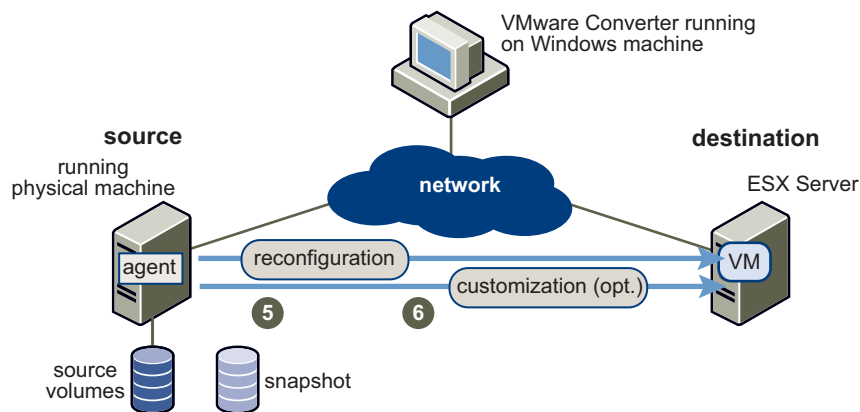 VMware Converter running
on Windows machine
source
running
physical machine
destination
ESX Server
network
agent
reconfiguration
VM
customization (opt.)
5
6
source
volumes
snapshot